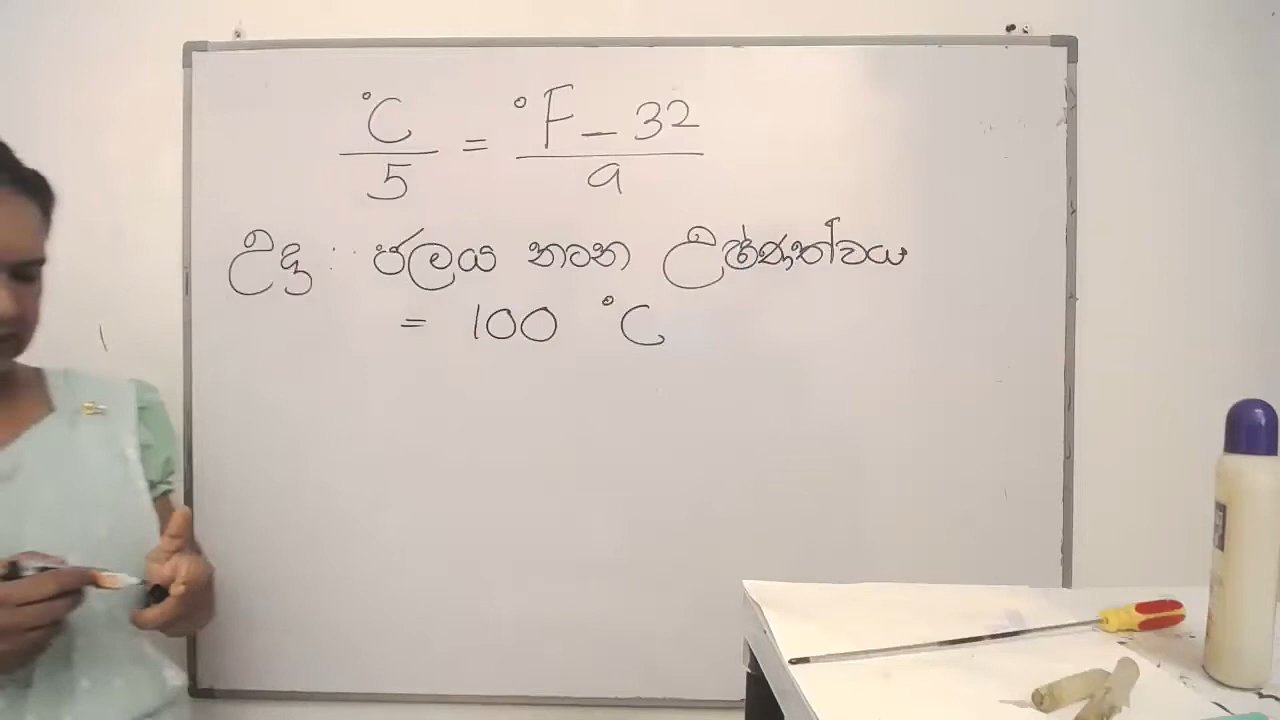 °C/5 = °F - 32/9
උදා : ජලය නටන උෂ්ණත්වය
= 100 °C